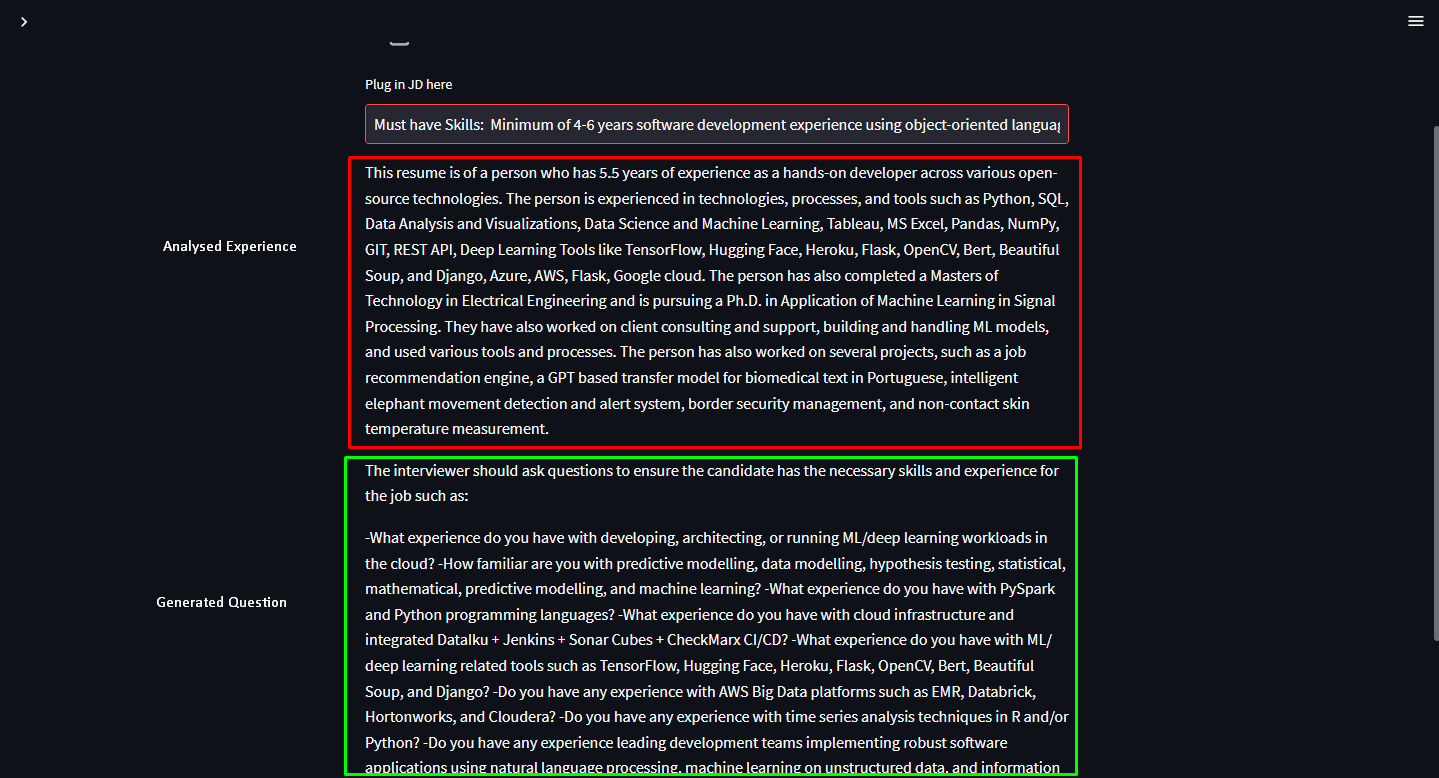 Plug in JD here
Must have Skills:  Minimum of 4-6 years software development experience using object-oriented languag
This resume is of a person who has 5.5 years of experience as a hands-on developer across various open-
source technologies. The person is experienced in technologies, processes, and tools such as Python, SQL,
Data Analysis and Visualizations, Data Science and Machine Learning, Tableau, MS Excel, Pandas, NumPy,
Analysed Experience
GIT, REST API, Deep Learning Tools like TensorFlow, Hugging Face, Heroku, Flask, OpenCV, Bert, Beautiful
Soup, and Django, Azure, AWS, Flask, Google cloud. The person has also completed a Masters of
Technology in Electrical Engineering and is pursuing a Ph.D. in Application of Machine Learning in Signal
Processing. They have also worked on client consulting and support, building and handling ML models,
and used various tools and processes. The person has also worked on several projects, such as a job
recommendation engine, a GPT based transfer model for biomedical text in Portuguese, intelligent
elephant movement detection and alert system, border security management, and non-contact skin
temperature measurement.
The interviewer should ask questions to ensure the candidate has the necessary skills and experience for
the job such as:
-What experience do you have with developing, architecting, or running ML/deep learning workloads in
the cloud? -How familiar are you with predictive modelling, data modelling, hypothesis testing, statistical,
mathematical, predictive modelling, and machine learning? -What experience do you have with PySpark
Generated Question
and Python programming languages? -What experience do you have with cloud infrastructure and
integrated DataIku + Jenkins + Sonar Cubes + CheckMarx CI/CD? -What experience do you have with ML/
deep learning related tools such as TensorFlow, Hugging Face, Heroku, Flask, OpenCV, Bert, Beautiful
Soup, and Django? -Do you have any experience with AWS Big Data platforms such as EMR, Databrick,
Hortonworks, and Cloudera? -Do you have any experience with time series analysis techniques in R and/or
Python? -Do you have any experience leading development teams implementing robust software
applications using natural language processing, machine learning on unstructured data, and information